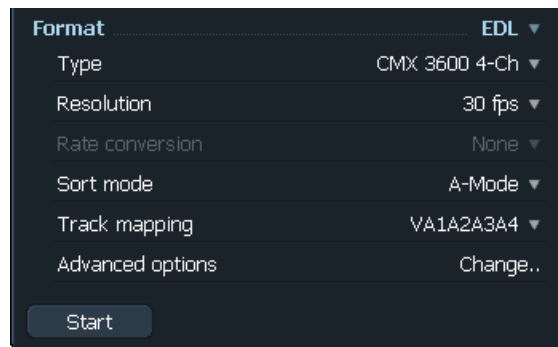 Format EDL
Type CMX 3600 4-Ch
Resolution 30 fps
Rate conversion None
Sort mode A-Mode
Track mapping VA1A2A3A4
Advanced options Change..
Start